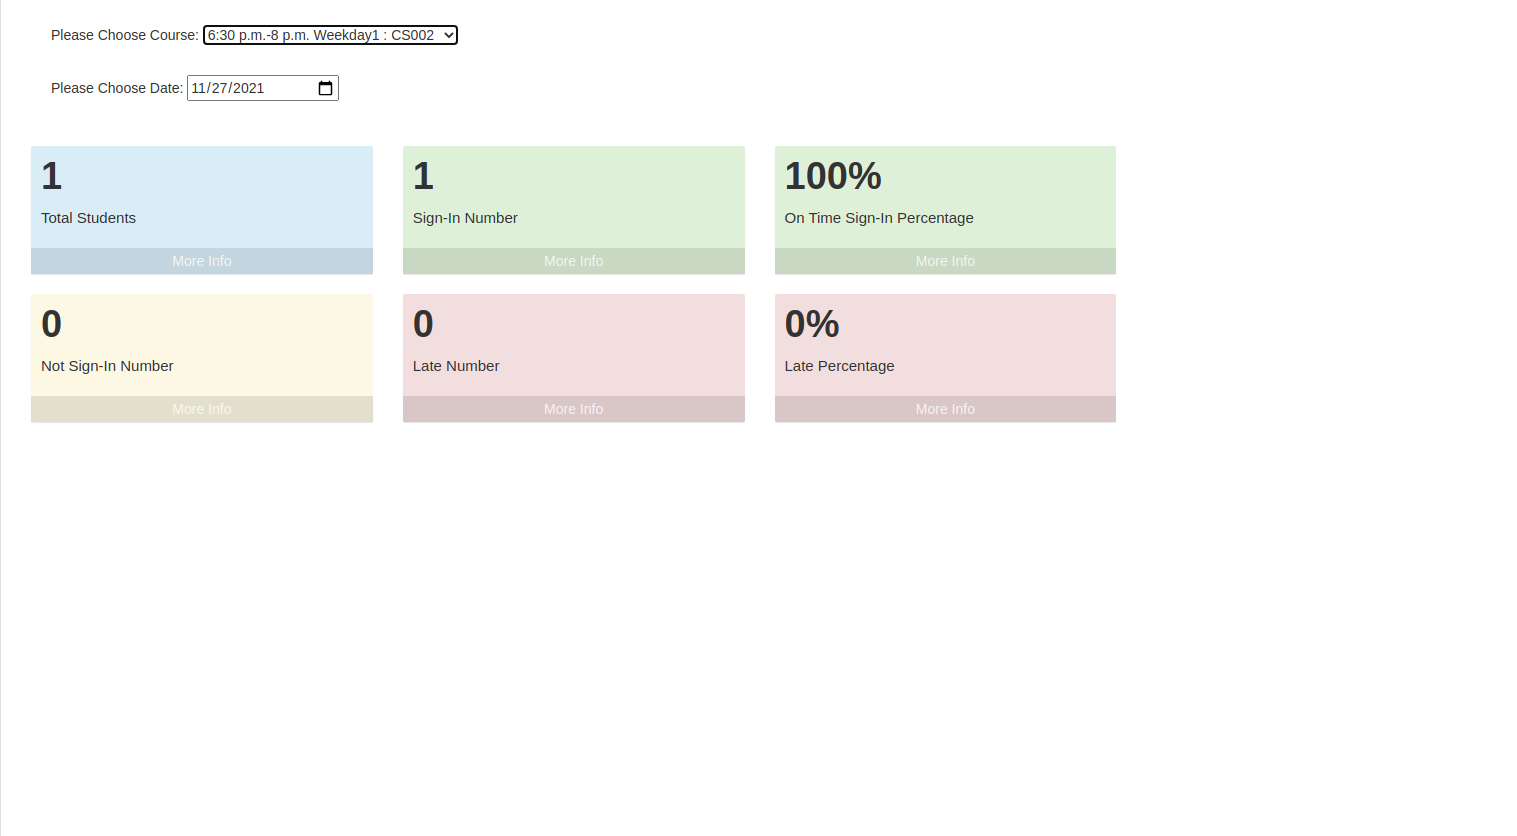 Please Choose Course: 6:30 p.m.-8 p.m. Weekday1 : CS002
Please Choose Date: 11/27/2021
1
Total Students
More Info
1
Sign-In Number
More Info
100%
On Time Sign-In Percentage
More Info
0
Not Sign-In Number
More Info
0
Late Number
More Info
0%
Late Percentage
More Info